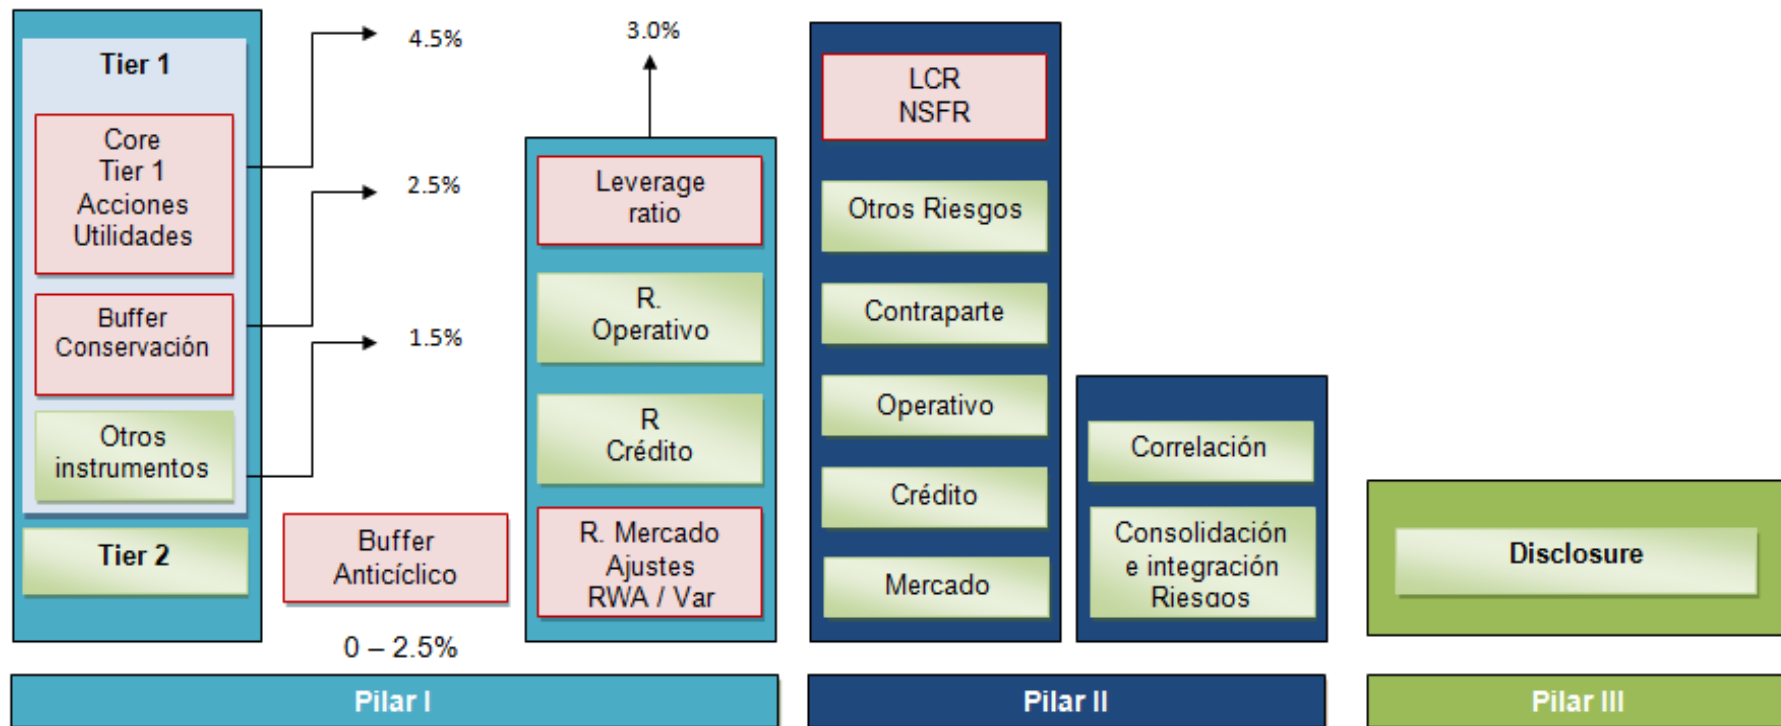 Tier 1
Core
Tier 1
Acciones
Utilidades
Buffer
Conservación
Otros
instrumentos
Tier 2
4.5%
2.5%
1.5%
Buffer
Anticíclico
0 – 2.5%
3.0%
Leverage
ratio
R.
Operativo
R
Crédito
R. Mercado
Ajustes
RWA / Var
Pilar I
LCR
NSFR
Otros Riesgos
Contraparte
Operativo
Crédito
Mercado
Correlación
Consolidación
e integración
Riesgos
Pilar II
Disclosure
Pilar III